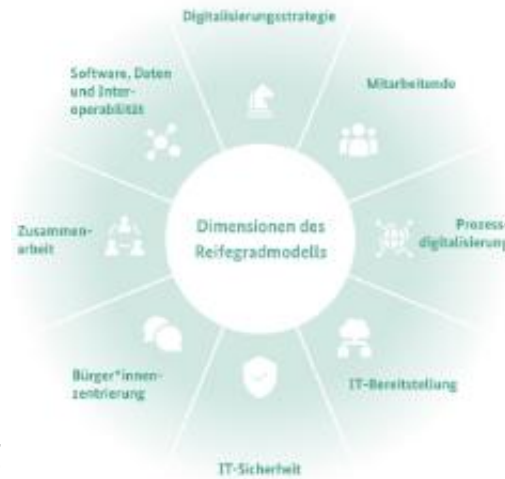 Digitalisierungsstrategie
Mitarbeitende
Software, Daten
und Inter-
operabilität
Dimensionen des
Reifegradmodells
Prozess-
digitalisierung
Zusammen-
arbeit
IT-Bereitstellung
Bürger*innen-
zentrierung
IT-Sicherheit